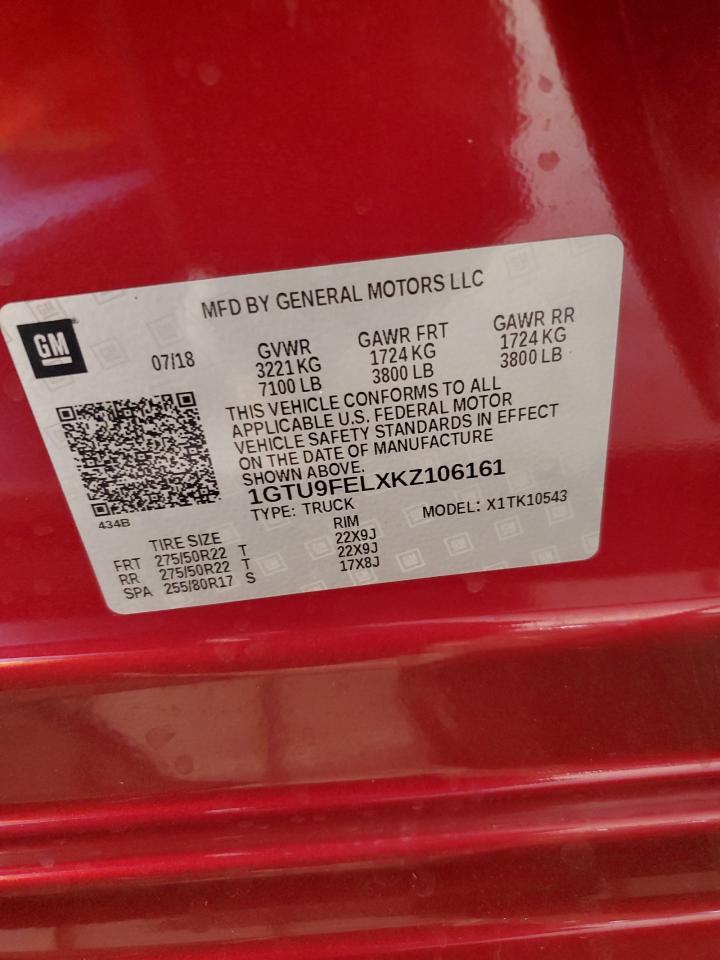 MFD BY GENERAL MOTORS LLC
GM
07/18
GVWR
3221 KG
7100 LB
GAWR FRT
1724 KG
3800 LB
GAWR RR
1724 KG
3800 LB
THIS VEHICLE CONFORMS TO ALL
APPLICABLE U.S. FEDERAL MOTOR
VEHICLE SAFETY STANDARDS IN EFFECT
ON THE DATE OF MANUFACTURE
SHOWN ABOVE.
1GTU9FELXKZ106161
TYPE: TRUCK MODEL: X1TK10543
434B
TIRE SIZE RIM
FRT 275/50R22 T 22X9J
RR 275/50R22 T 22X9J
SPA 255/80R17 S 17X8J